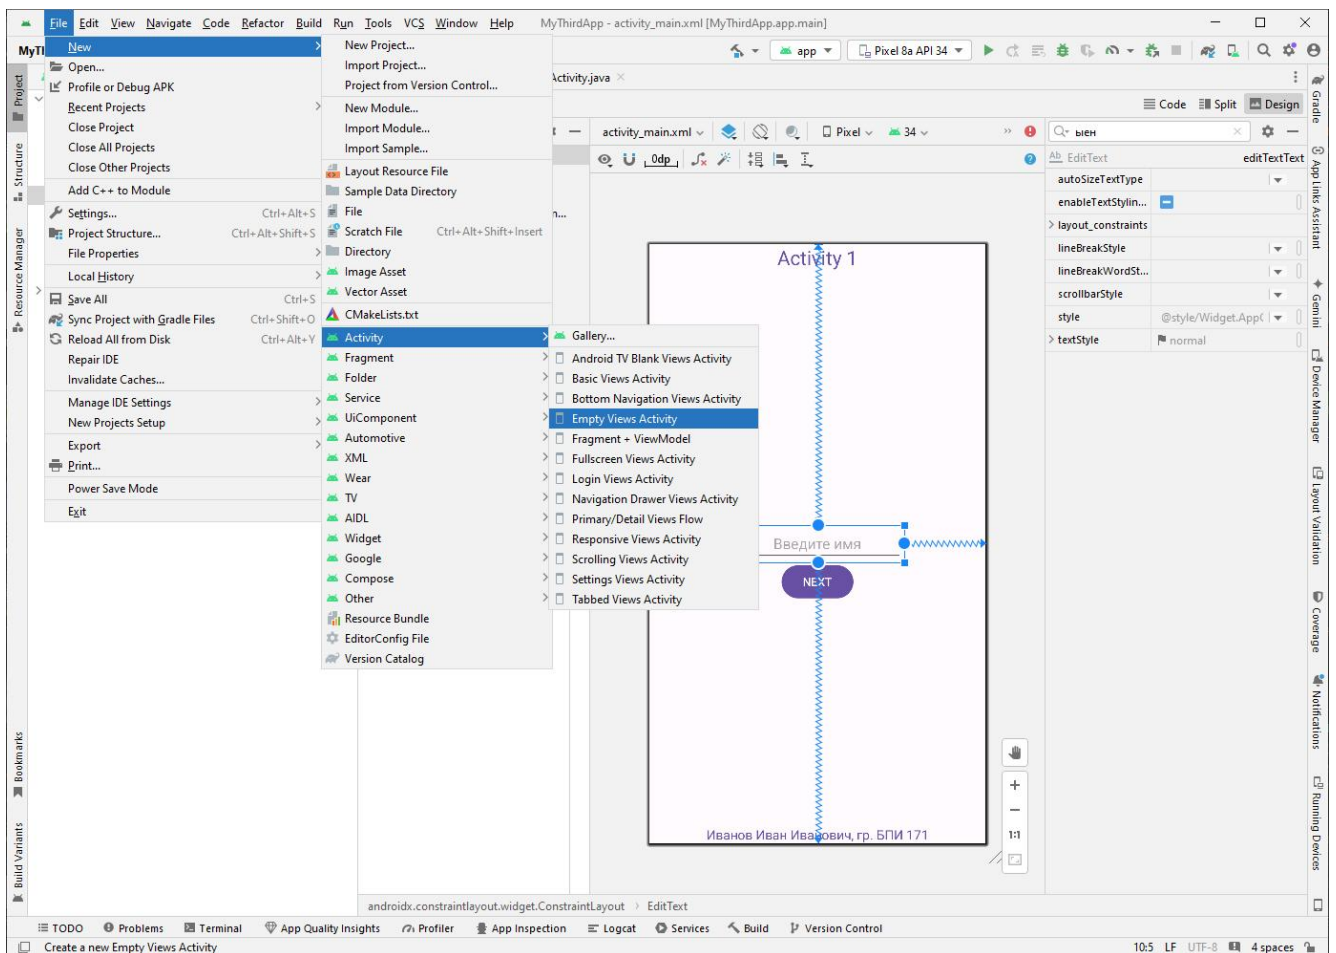 File Edit View Navigate Code Refactor Build Run Tools VCS Window Help MyThirdApp - activity_main.xml [MyThirdApp.app.main]
app Pixel 8a API 34
Activity.java
Code Split Design
activity_main.xml Pixel 34
0dp
New
Open...
Profile or Debug APK
Recent Projects
Close Project
Close All Projects
Close Other Projects
Add C++ to Module
Settings... Ctrl+Alt+S
Project Structure... Ctrl+Alt+Shift+S
File Properties
Local History
Save All Ctrl+S
Sync Project with Gradle Files Ctrl+Shift+O
Reload All from Disk Ctrl+Alt+Y
Repair IDE
Invalidate Caches...
Manage IDE Settings
New Projects Setup
Export
Print...
Power Save Mode
Exit
New Project...
Import Project...
Project from Version Control...
New Module...
Import Module...
Import Sample...
Layout Resource File
Sample Data Directory
File
Scratch File Ctrl+Alt+Shift+Insert
Directory
Image Asset
Vector Asset
CMakeLists.txt
Activity
Fragment
Folder
Service
UiComponent
Automotive
XML
Wear
TV
AIDL
Widget
Google
Compose
Other
Resource Bundle
EditorConfig File
Version Catalog
Gallery...
Android TV Blank Views Activity
Basic Views Activity
Bottom Navigation Views Activity
Empty Views Activity
Fragment + ViewModel
Fullscreen Views Activity
Login Views Activity
Navigation Drawer Views Activity
Primary/Detail Views Flow
Responsive Views Activity
Scrolling Views Activity
Settings Views Activity
Tabbed Views Activity
Activity 1
Введите имя
NEXT
Иванов Иван Иванович, гр. БПИ 171
1:1
ыен
Ab EditText editTextText
autoSizeTextType
enableTextStylin...
layout_constraints
lineBreakStyle
lineBreakWordSt...
scrollbarStyle
style @style/Widget.App
textStyle normal
Project
Structure
Resource Manager
Bookmarks
Build Variants
Gradle
App Links Assistant
Gemini
Device Manager
Layout Validation
Coverage
Notifications
Running Devices
androidx.constraintlayout.widget.ConstraintLayout > EditText
TODO Problems Terminal App Quality Insights Profiler App Inspection Logcat Services Build Version Control
Create a new Empty Views Activity 10:5 LF UTF-8 4 spaces